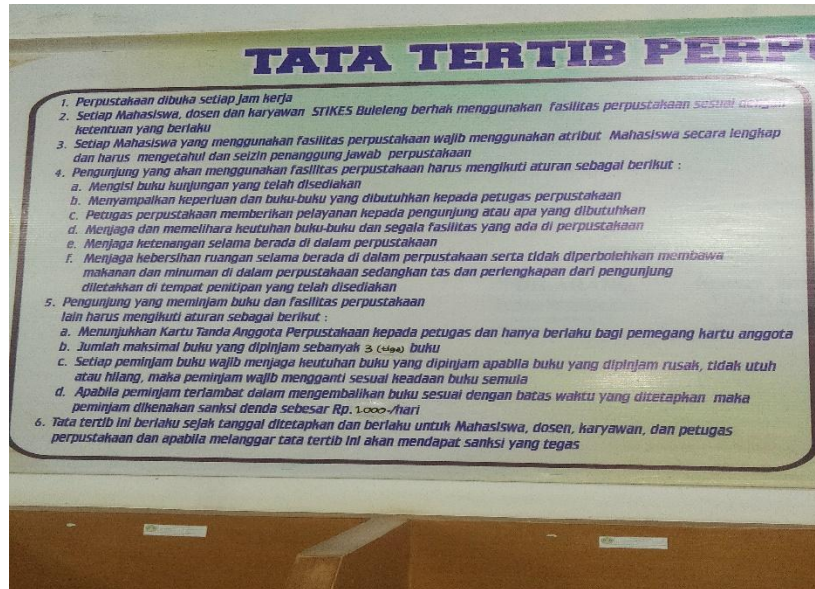 TATA TERTIB PERPU
1. Perpustakaan dibuka setiap jam kerja
2. Setiap Mahasiswa, dosen dan karyawan STIKES Buleleng berhak menggunakan fasilitas perpustakaan sesuai dengan
ketentuan yang berlaku
3. Setiap Mahasiswa yang menggunakan fasilitas perpustakaan wajib menggunakan atribut Mahasiswa secara lengkap
dan harus mengetahui dan seizin penanggung jawab perpustakaan
4. Pengunjung yang akan menggunakan fasilitas perpustakaan harus mengikuti aturan sebagai berikut :
a. Mengisi buku kunjungan yang telah disediakan
b. Menyampaikan keperluan dan buku-buku yang dibutuhkan kepada petugas perpustakaan
c. Petugas perpustakaan memberikan pelayanan kepada pengunjung atau apa yang dibutuhkan
d. Menjaga dan memelihara keutuhan buku-buku dan segala fasilitas yang ada di perpustakaan
e. Menjaga ketenangan selama berada di dalam perpustakaan
f. Menjaga kebersihan ruangan selama berada di dalam perpustakaan serta tidak diperbolehkan membawa
makanan dan minuman di dalam perpustakaan sedangkan tas dan perlengkapan dari pengunjung
diletakkan di tempat penitipan yang telah disediakan
5. Pengunjung yang meminjam buku dan fasilitas perpustakaan
lain harus mengikuti aturan sebagai berikut :
a. Menunjukkan Kartu Tanda Anggota Perpustakaan kepada petugas dan hanya berlaku bagi pemegang kartu anggota
b. Jumlah maksimal buku yang dipinjam sebanyak 3 (tiga) buku
c. Setiap peminjam buku wajib menjaga keutuhan buku yang dipinjam apabila buku yang dipinjam rusak, tidak utuh
atau hilang, maka peminjam wajib mengganti sesuai keadaan buku semula
d. Apabila peminjam terlambat dalam mengembalikan buku sesuai dengan batas waktu yang ditetapkan maka
peminjam dikenakan sanksi denda sebesar Rp. 1.000-/hari
6. Tata tertib ini berlaku sejak tanggal ditetapkan dan berlaku untuk Mahasiswa, dosen, karyawan, dan petugas
perpustakaan dan apabila melanggar tata tertib ini akan mendapat sanksi yang tegas